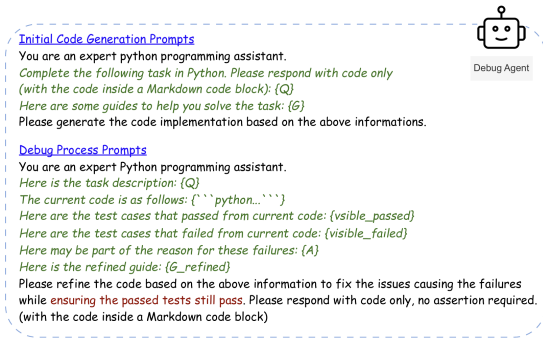 Initial Code Generation Prompts
You are an expert python programming assistant.
Complete the following task in Python. Please respond with code only
(with the code inside a Markdown code block): {Q}
Here are some guides to help you solve the task: {G}
Please generate the code implementation based on the above informations.
Debug Agent
Debug Process Prompts
You are an expert Python programming assistant.
Here is the task description: {Q}
The current code is as follows: {```python...```}
Here are the test cases that passed from current code: {vsible_passed}
Here are the test cases that failed from current code: {visible_failed}
Here may be part of the reason for these failures: {A}
Here is the refined guide: {G_refined}
Please refine the code based on the above information to fix the issues causing the failures
while ensuring the passed tests still pass. Please respond with code only, no assertion required.
(with the code inside a Markdown code block)